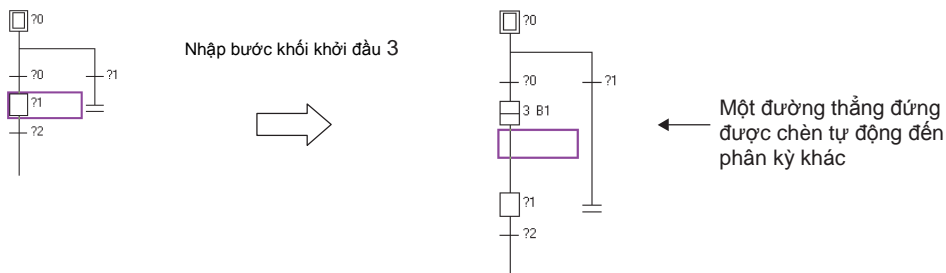 ?0
?0
?1
?1
?2
Nhập bước khối khởi đầu 3
?0
?0
?1
3 B1
?1
?2
Một đường thẳng đứng
được chèn tự động đến
phân kỳ khác